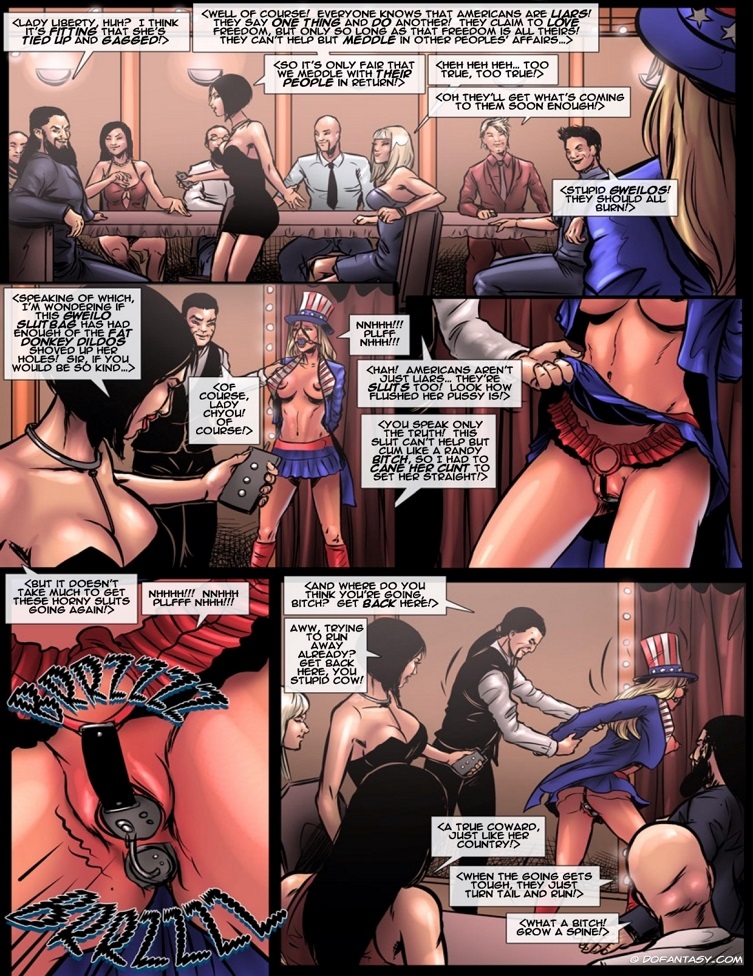 <LADY LIBERTY, HUH? I THINK
IT'S FITTING THAT SHE'S
TIED UP AND GAGGED!>
<WELL OF COURSE! EVERYONE KNOWS THAT AMERICANS ARE LIARS!
THEY SAY ONE THING AND DO ANOTHER! THEY CLAIM TO LOVE
FREEDOM, BUT ONLY SO LONG AS THAT FREEDOM IS ALL THEIRS!
THEY CAN'T HELP BUT MEDDLE IN OTHER PEOPLES' AFFAIRS...>
<SO IT'S ONLY FAIR THAT
WE MEDDLE WITH THEIR
PEOPLE IN RETURN!>
<HEH HEH HEH... TOO
TRUE, TOO TRUE!>
<OH THEY'LL GET WHAT'S COMING
TO THEM SOON ENOUGH!>
<STUPID GWEILOS!
THEY SHOULD ALL
BURN!>
<SPEAKING OF WHICH,
I'M WONDERING IF
THIS GWEILO
SLUTBAG HAS HAD
ENOUGH OF THE FAT
DONKEY DILDOS
SHOVED UP HER
HOLES! SIR, IF YOU
WOULD BE SO KIND...>
<OF
COURSE,
LADY
CHYOU!
OF
COURSE!>
NNHHH!!!
PLLFF
NHHH!!!
<HAH! AMERICANS AREN'T
JUST LIARS... THEY'RE
SLUTS TOO! LOOK HOW
FLUSHED HER PUSSY IS!>
<YOU SPEAK ONLY
THE TRUTH! THIS
SLUT CAN'T HELP BUT
CUM LIKE A RANDY
BITCH, SO I HAD TO
CANE HER CUNT TO
SET HER STRAIGHT!>
<BUT IT DOESN'T
TAKE MUCH TO GET
THESE HORNY SLUTS
GOING AGAIN!>
NNHHH!!! NNHHH
PLLFFF NHHH!!!
BRRZZZZ
BRRZZZZ
<AND WHERE DO YOU
THINK YOU'RE GOING,
BITCH? GET BACK HERE!>
AWW, TRYING
TO RUN
AWAY
ALREADY?
GET BACK
HERE, YOU
STUPID COW!
<A TRUE COWARD,
JUST LIKE HER
COUNTRY!>
<WHEN THE GOING GETS
TOUGH, THEY JUST
TURN TAIL AND RUN!>
<WHAT A BITCH!
GROW A SPINE!>
© DOFANTASY.COM